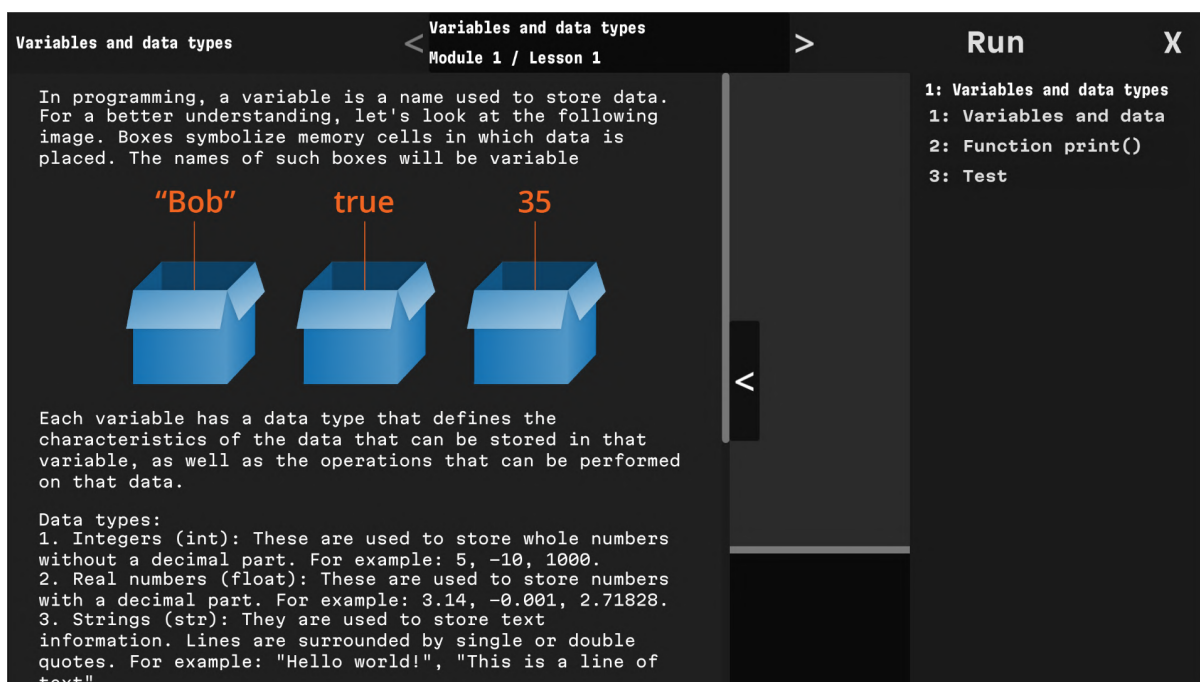 Variables and data types
<
Variables and data types
Module 1 / Lesson 1
>
Run
X
In programming, a variable is a name used to store data.
For a better understanding, let's look at the following
image. Boxes symbolize memory cells in which data is
placed. The names of such boxes will be variable
“Bob”
true
35
Each variable has a data type that defines the
characteristics of the data that can be stored in that
variable, as well as the operations that can be performed
on that data.
Data types:
1. Integers (int): These are used to store whole numbers
without a decimal part. For example: 5, -10, 1000.
2. Real numbers (float): These are used to store numbers
with a decimal part. For example: 3.14, -0.001, 2.71828.
3. Strings (str): They are used to store text
information. Lines are surrounded by single or double
quotes. For example: "Hello world!", "This is a line of
text"
<
1: Variables and data types
1: Variables and data
2: Function print()
3: Test